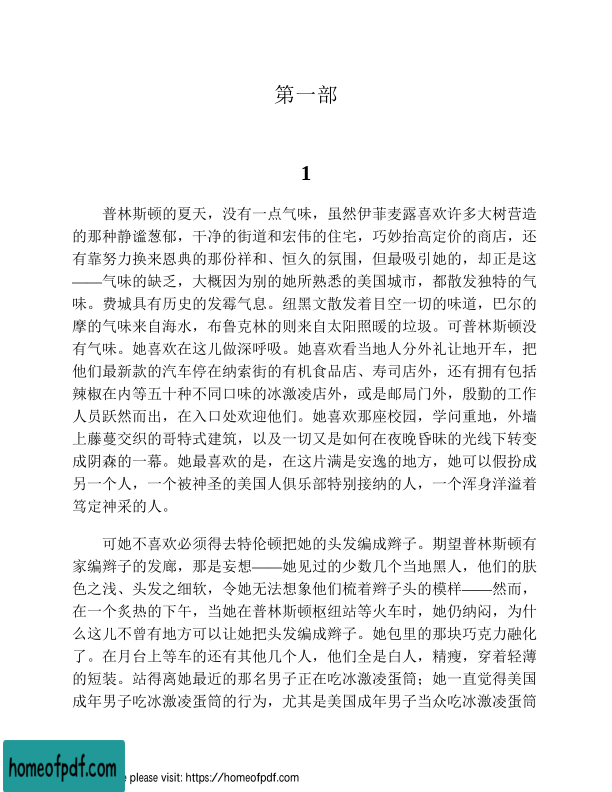 第一部
1
普林斯顿的夏天，没有一点气味，虽然伊菲麦露喜欢许多大树营造
的那种静谧葱郁，干净的街道和宏伟的住宅，巧妙抬高定价的商店，还
有靠努力换来恩典的那份祥和、恒久的氛围，但最吸引她的，却正是这
——气味的缺乏，大概因为别的她所熟悉的美国城市，都散发独特的气
味。费城具有历史的发霉气息。纽黑文散发着目空一切的味道，巴尔的
摩的气味来自海水，布鲁克林的则来自太阳照暖的垃圾。可普林斯顿没
有气味。她喜欢在这儿做深呼吸。她喜欢看当地人分外礼让地开车，把
他们最新款的汽车停在纳索街的有机食品店、寿司店外，还有拥有包括
辣椒在内等五十种不同口味的冰激凌店外，或是邮局门外，殷勤的工作
人员跃然而出，在入口处欢迎他们。她喜欢那座校园，学问重地，外墙
上藤蔓交织的哥特式建筑，以及一切又是如何在夜晚昏昧的光线下转变
成阴森的一幕。她最喜欢的是，在这片满是安逸的地方，她可以假扮成
另一个人，一个被神圣的美国人俱乐部特别接纳的人，一个浑身洋溢着
笃定神采的人。
可她不喜欢必须得去特伦顿把她的头发编成辫子。期望普林斯顿有
家编辫子的发廊，那是妄想——她见过的少数几个当地黑人，他们的肤
色之浅、头发之细软，令她无法想象他们梳着辫子头的模样——然而，
在一个炙热的下午，当她在普林斯顿枢纽站等火车时，她仍纳闷，为什
么这儿不曾有地方可以让她把头发编成辫子。她包里的那块巧克力融化
了。在月台上等车的还有其他几个人，他们全是白人，精瘦，穿着轻薄
的短装。站得离她最近的那名男子正在吃冰激凌蛋筒；她一直觉得美国
成年男子吃冰激凌蛋筒的行为，尤其是美国成年男子当众吃冰激凌蛋筒
homeofpdf.com
e please visit: https://homeofpdf.com